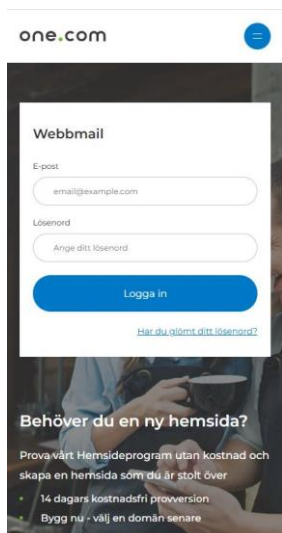 one.com
Webbmail
E-post
email@example.com
Lösenord
Ange ditt lösenord
Logga in
Har du glömt ditt lösenord?
Behöver du en ny hemsida?
Prova vårt Hemsideprogram utan kostnad och
skapa en hemsida som du är stolt över
14 dagars kostnadsfri provversion
Bygg nu - välj en domän senare